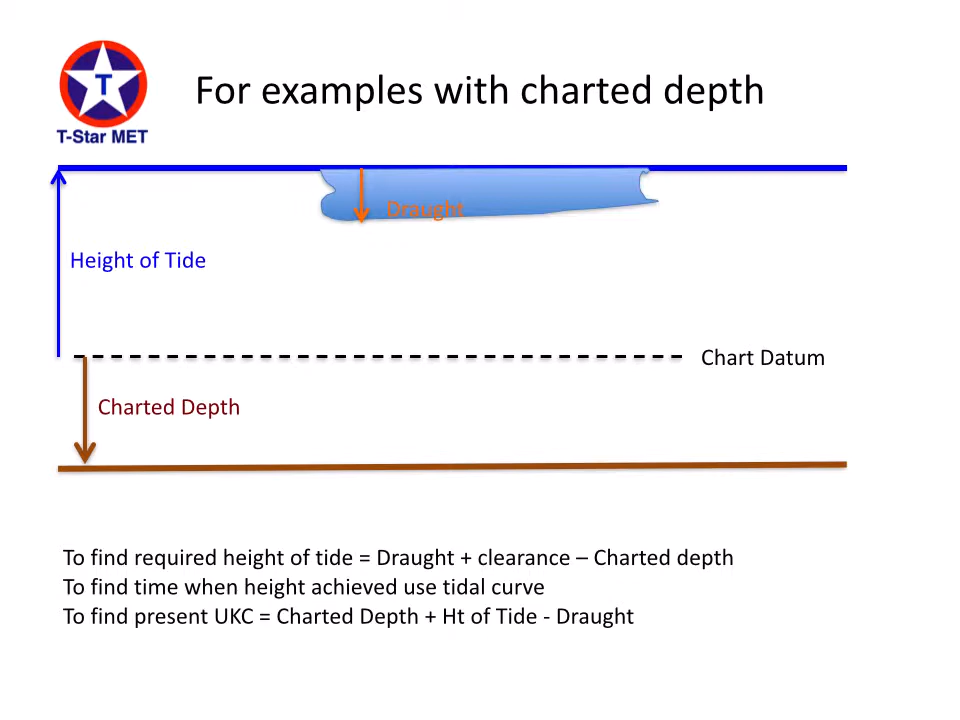 T
T-Star MET
For examples with charted depth
Draught
Height of Tide
Chart Datum
Charted Depth
To find required height of tide = Draught + clearance – Charted depth
To find time when height achieved use tidal curve
To find present UKC = Charted Depth + Ht of Tide - Draught